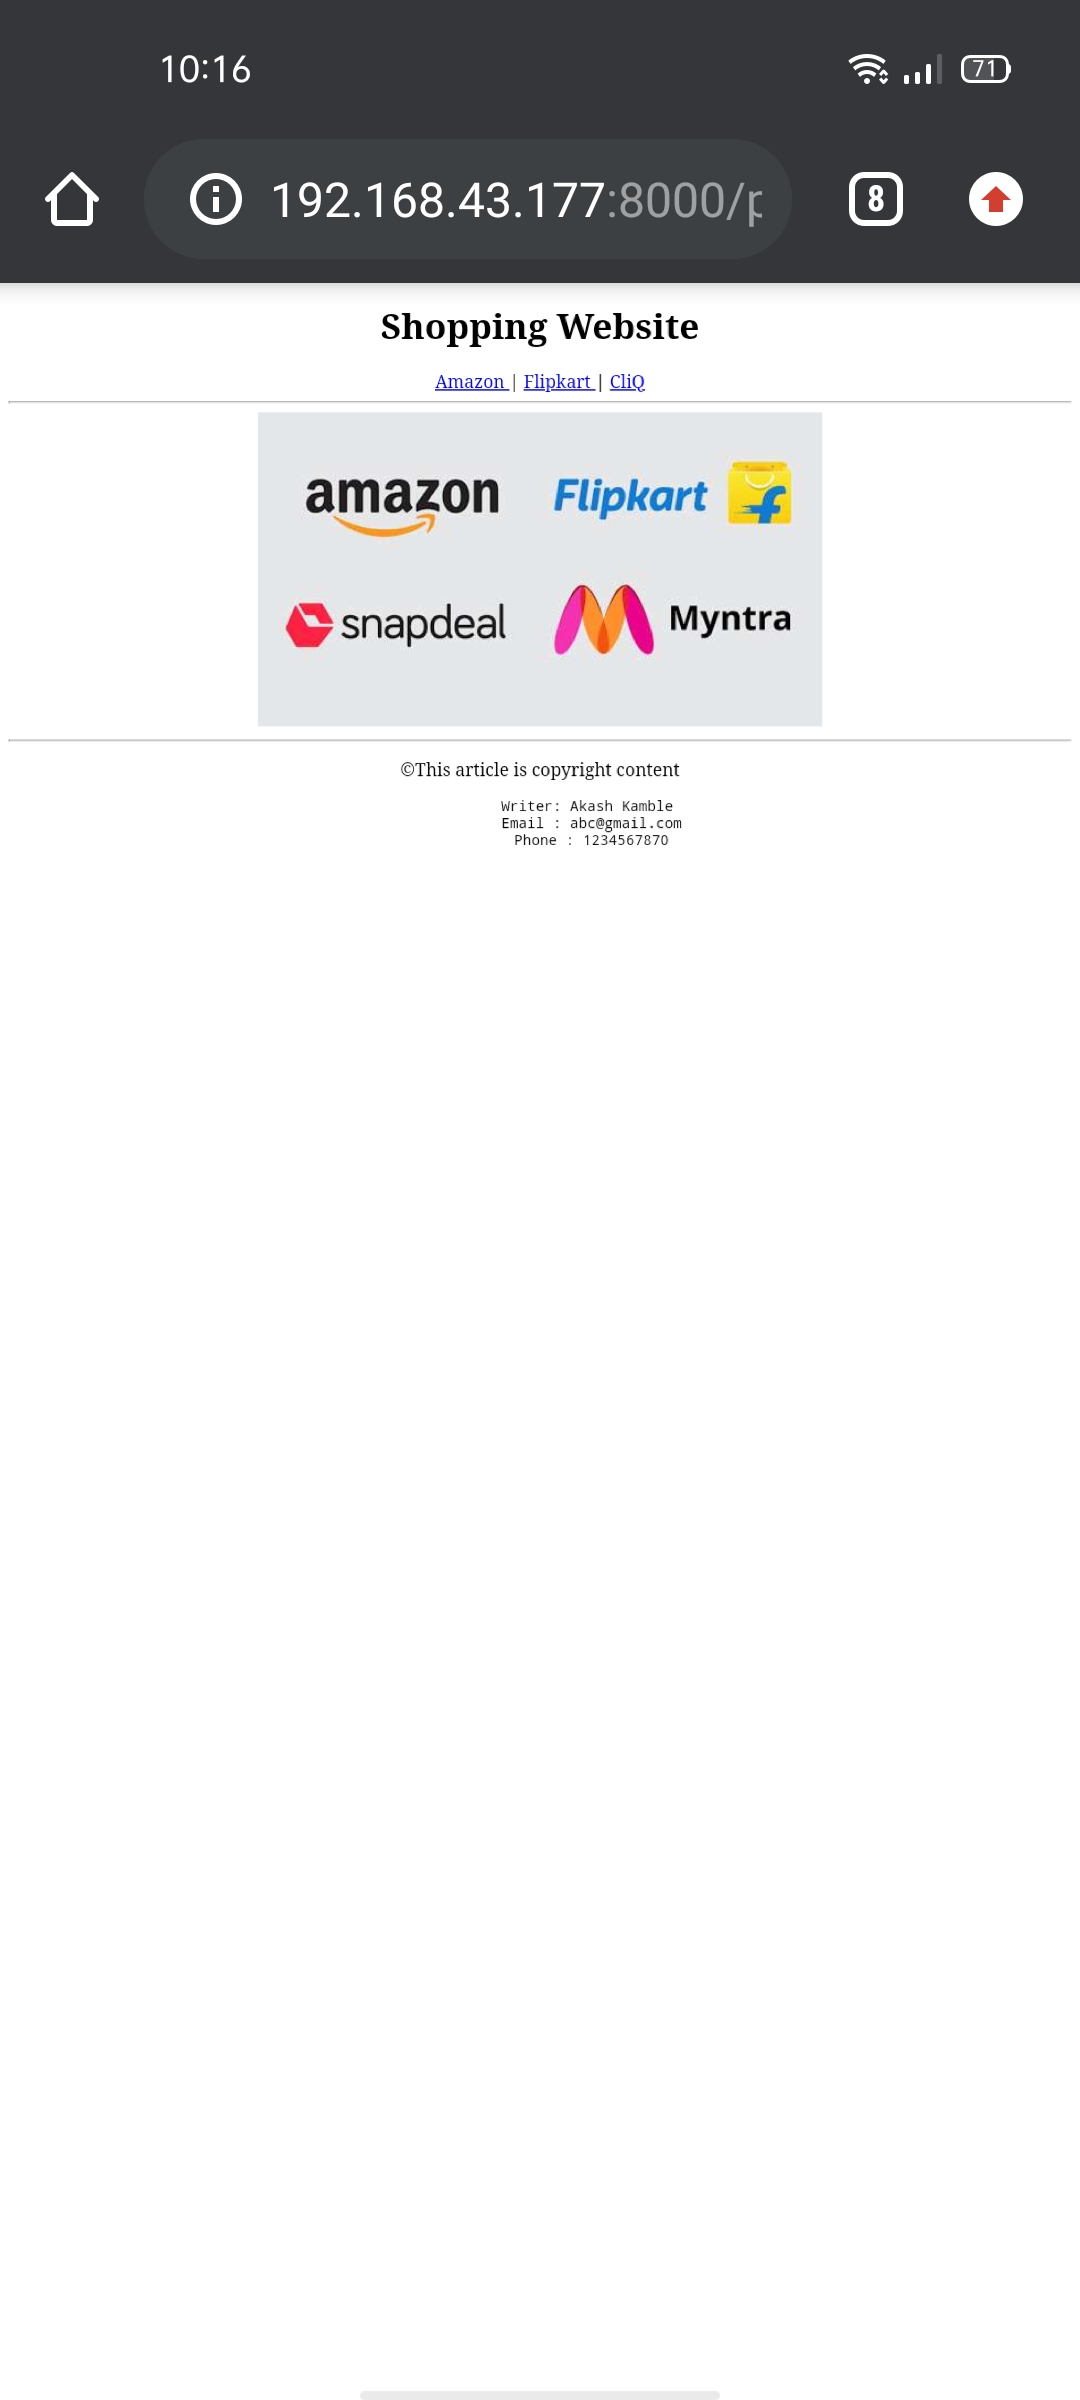 10:16
71
192.168.43.177:8000/p
8
Shopping Website
Amazon | Flipkart | CliQ
amazon Flipkart
snapdeal Myntra
©This article is copyright content
Writer: Akash Kamble
Email : abc@gmail.com
Phone : 1234567870